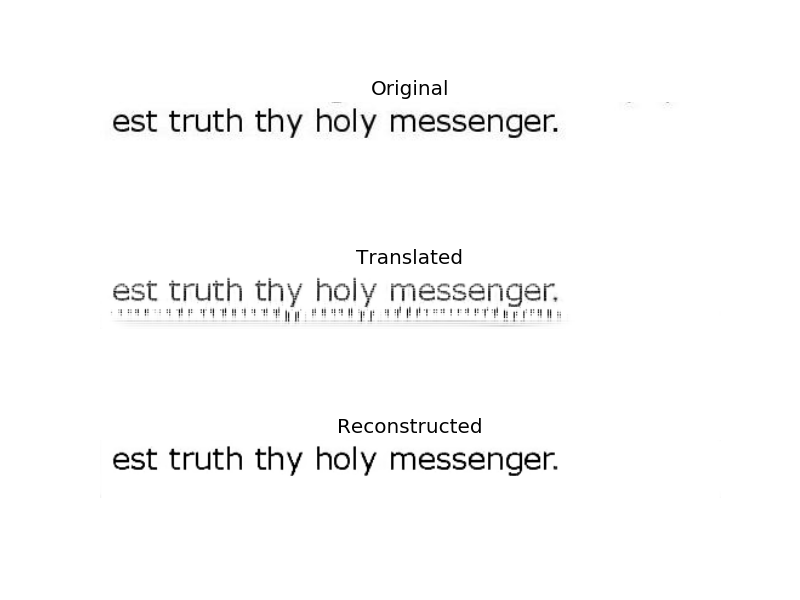 Original
est truth thy holy messenger.
Translated
est truth thy holy messenger.
Reconstructed
est truth thy holy messenger.